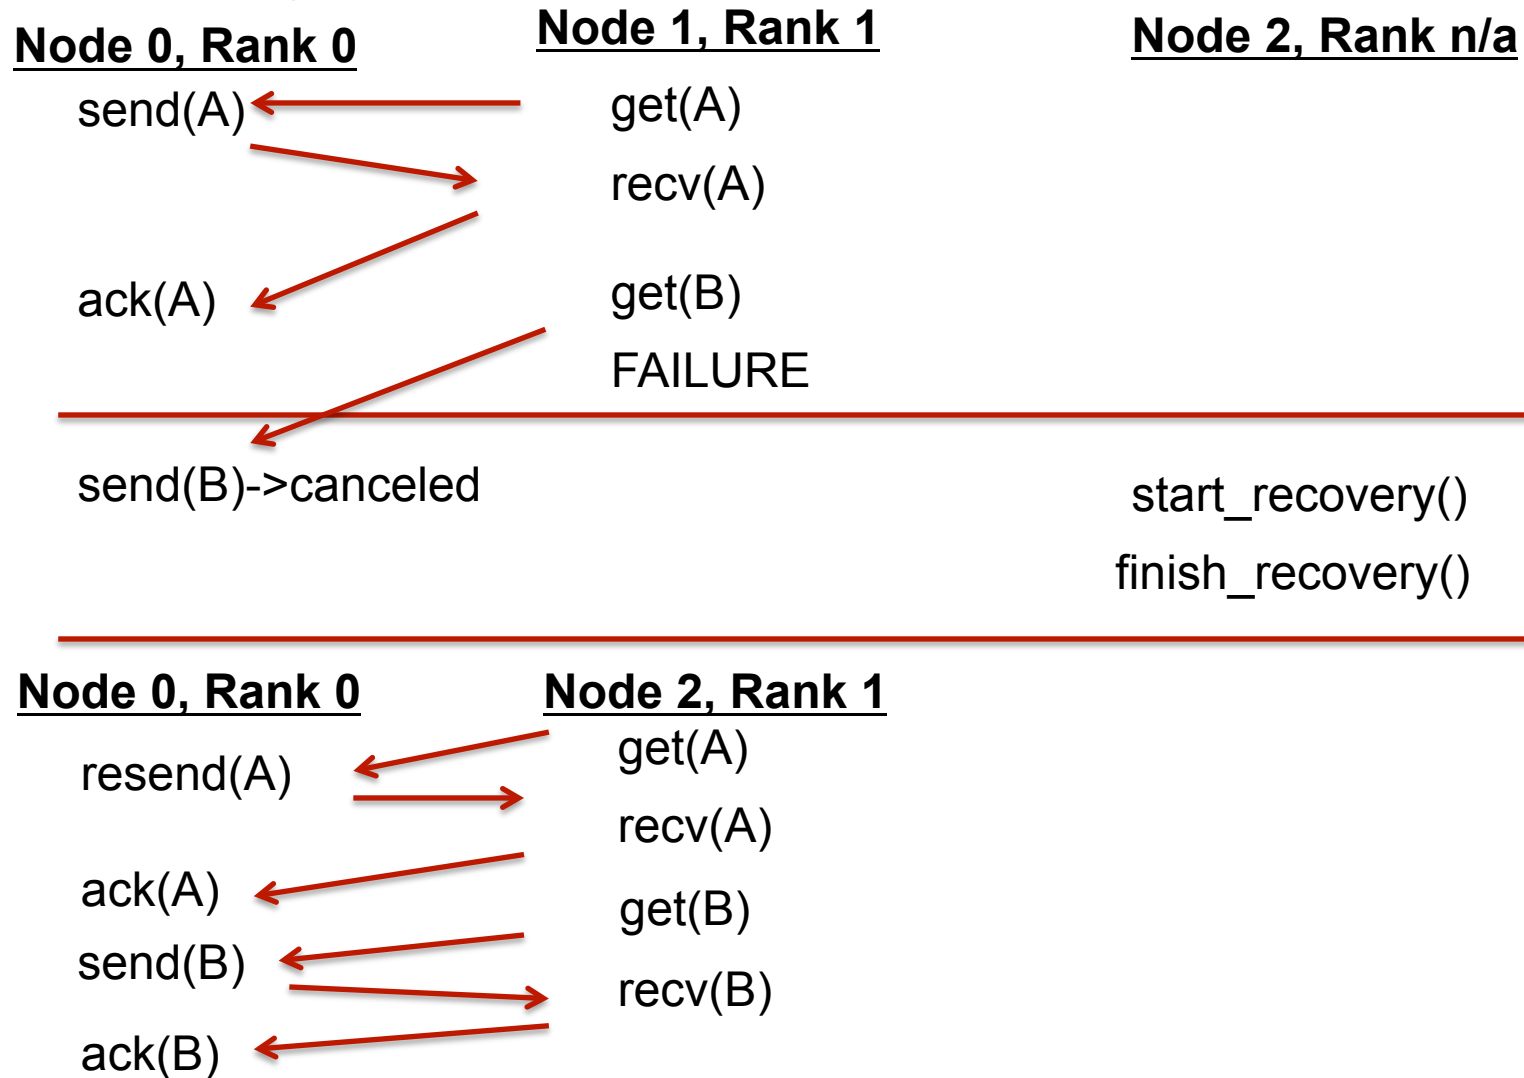 Node 0, Rank 0
Node 1, Rank 1
Node 2, Rank n/a
send(A)
get(A)
recv(A)
ack(A)
get(B)
FAILURE
send(B)->canceled
start_recovery()
finish_recovery()
Node 0, Rank 0
Node 2, Rank 1
resend(A)
get(A)
recv(A)
ack(A)
get(B)
send(B)
recv(B)
ack(B)